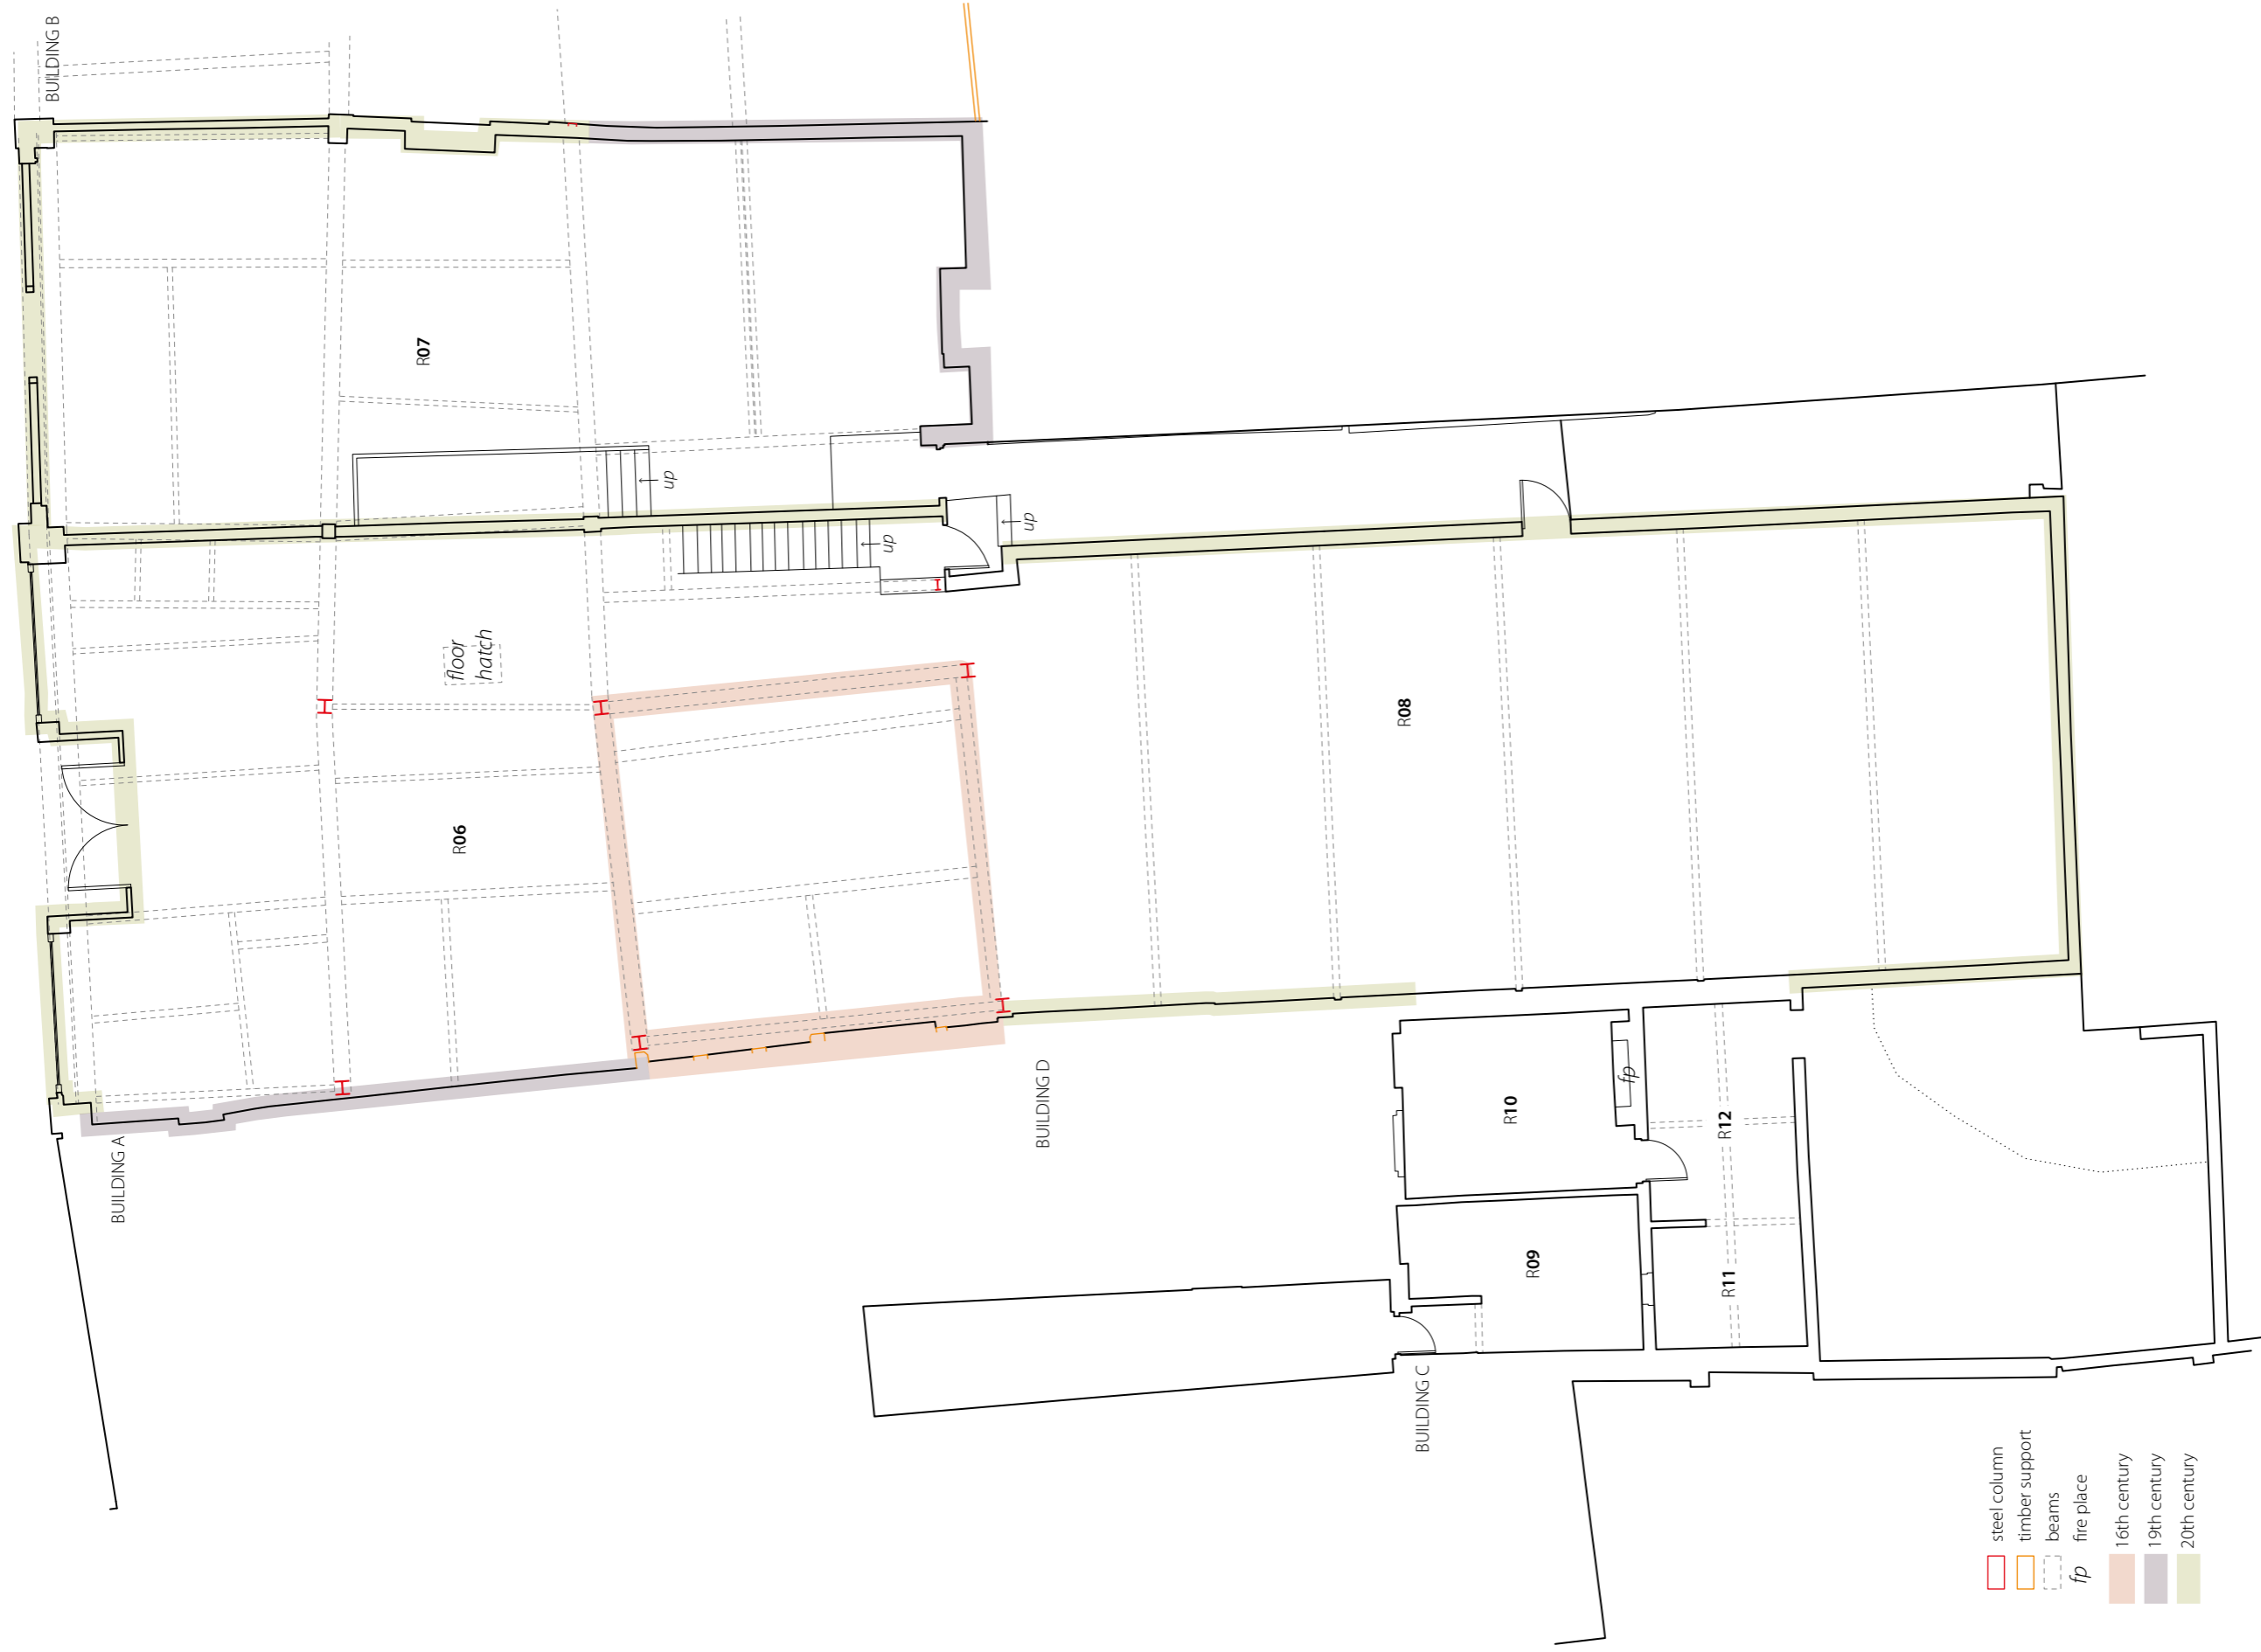 BUILDING B
R07
up
up
up
floor
hatch
R06
BUILDING A
R08
BUILDING D
fp
R10
R12
R09
R11
BUILDING C
steel column
timber support
beams
fp fire place
16th century
19th century
20th century